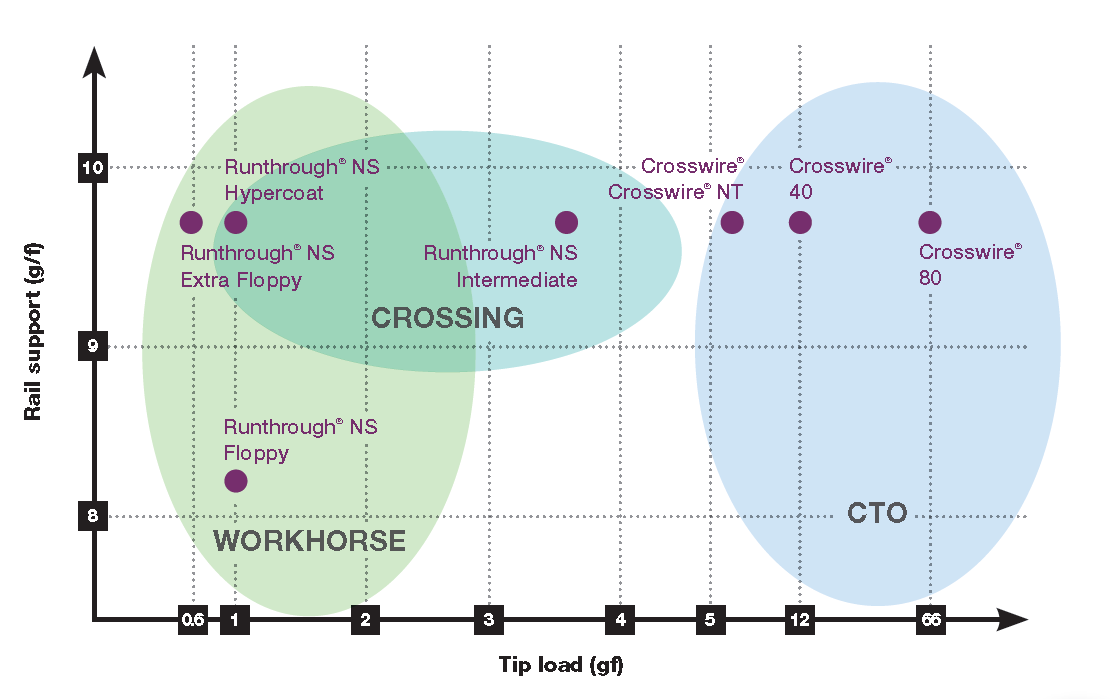 10
Runthrough® NS
Hypercoat
Crosswire®
Crosswire® NT
Crosswire®
40
Runthrough® NS
Extra Floppy
Runthrough® NS
Intermediate
Crosswire®
80
CROSSING
9
Rail support (g/f)
Runthrough® NS
Floppy
8
WORKHORSE
CTO
0.6
1
2
3
4
5
12
66
Tip load (gf)